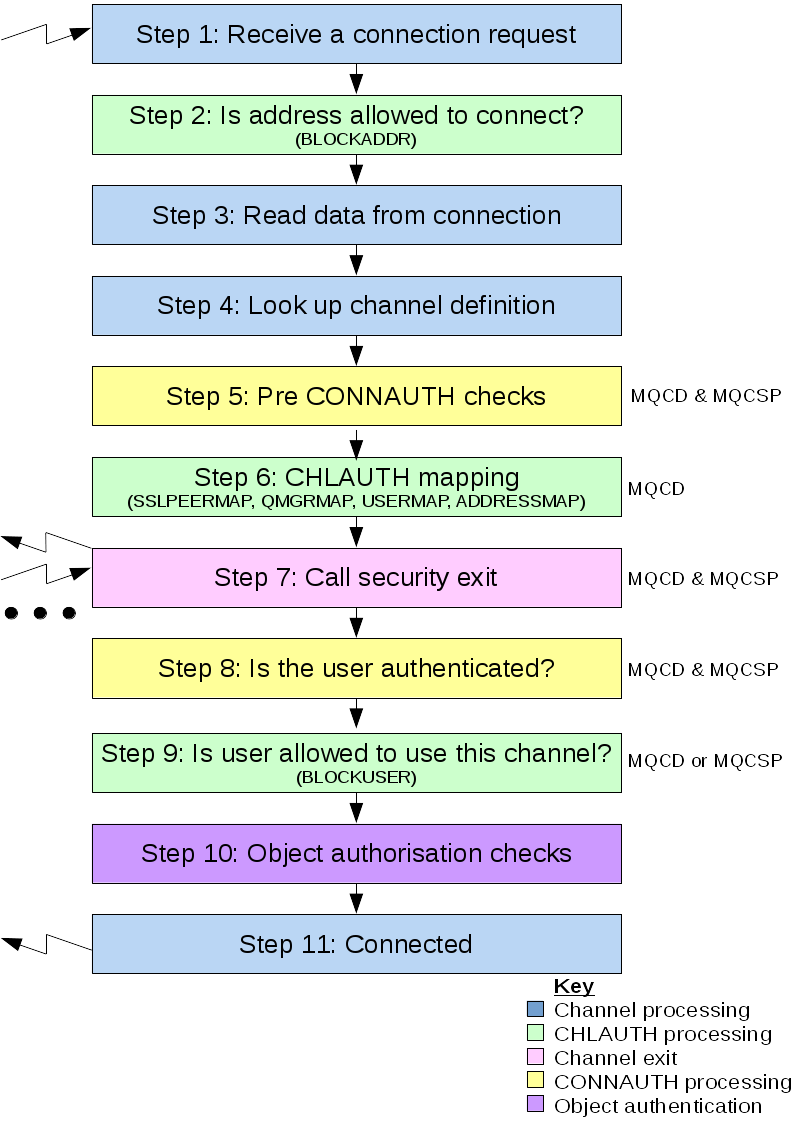 Step 1: Receive a connection request
Step 2: Is address allowed to connect?
(BLOCKADDR)
Step 3: Read data from connection
Step 4: Look up channel definition
Step 5: Pre CONNAUTH checks
MQCD & MQCSP
Step 6: CHLAUTH mapping
(SSLPEERMAP, QMGRMAP, USERMAP, ADDRESSMAP)
MQCD
Step 7: Call security exit
MQCD & MQCSP
Step 8: Is the user authenticated?
MQCD & MQCSP
Step 9: Is user allowed to use this channel?
(BLOCKUSER)
MQCD or MQCSP
Step 10: Object authorisation checks
Step 11: Connected
Key
Channel processing
CHLAUTH processing
Channel exit
CONNAUTH processing
Object authentication